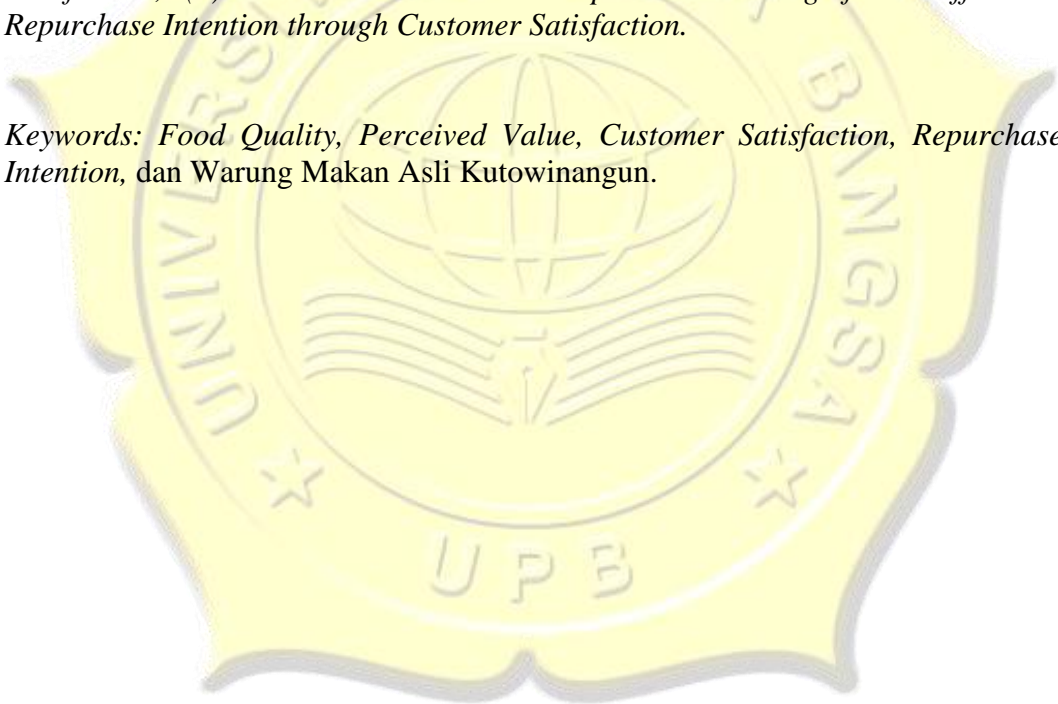 Repurchase Intention through Customer Satisfaction.
Keywords: Food Quality, Perceived Value, Customer Satisfaction, Repurchase
Intention, dan Warung Makan Asli Kutowinangun.
BANGSA
UPB